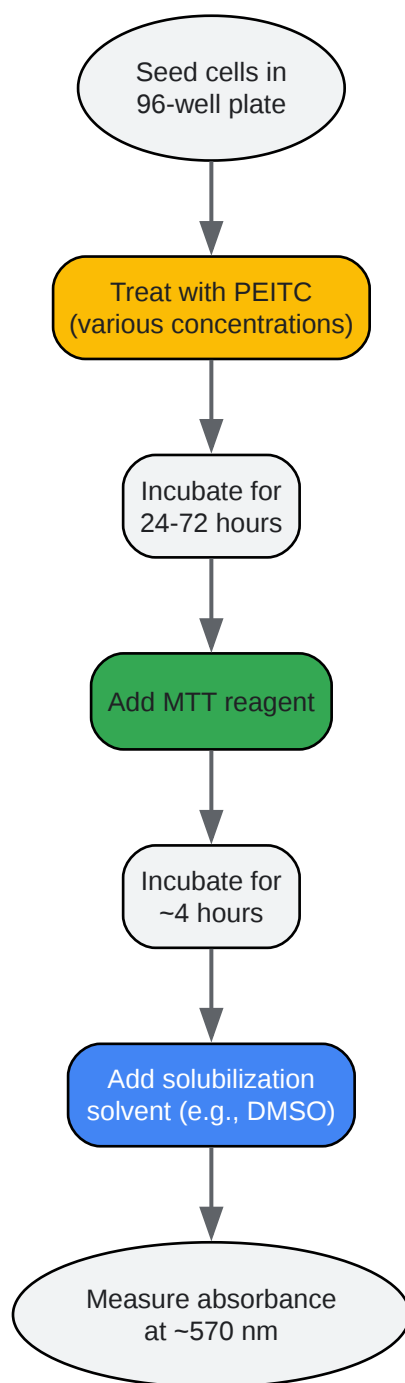 Seed cells in
96-well plate
Treat with PEITC
(various concentrations)
Incubate for
24-72 hours
Add MTT reagent
Incubate for
~4 hours
Add solubilization
solvent (e.g., DMSO)
Measure absorbance
at ~570 nm